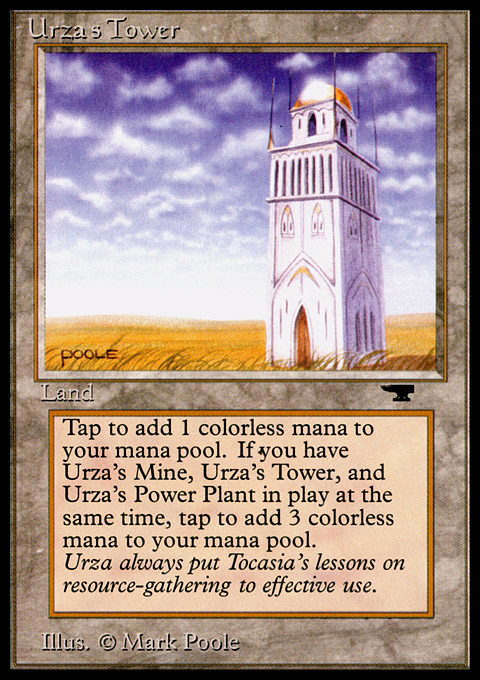 Urza's Tower
POOLE
Land
Tap to add 1 colorless mana to
your mana pool. If you have
Urza's Mine, Urza's Tower, and
Urza's Power Plant in play at the
same time, tap to add 3 colorless
mana to your mana pool.
Urza always put Tocasia's lessons on
resource-gathering to effective use.
Illus. © Mark Poole